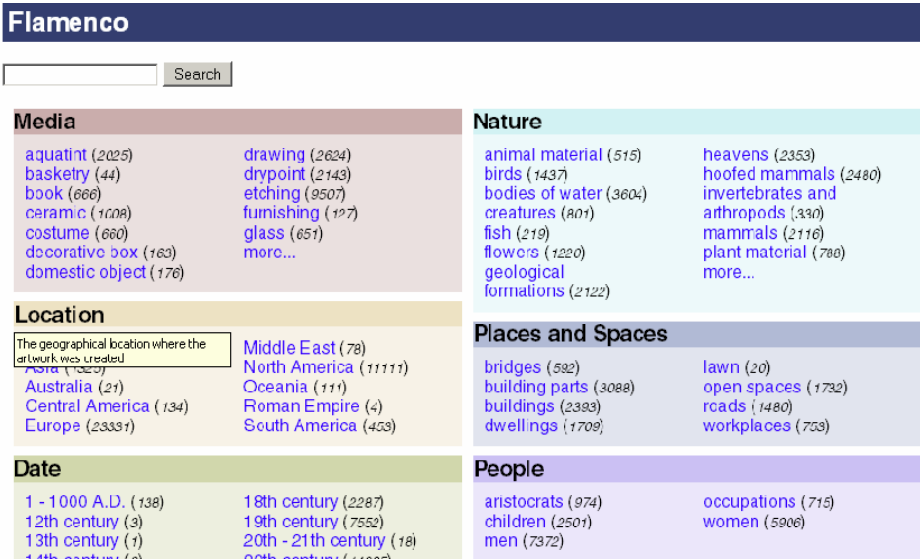 Flamenco
Search
Media
aquatint (2025)
basketry (44)
book (666)
ceramic (1008)
costume (660)
decorative box (163)
domestic object (176)
drawing (2624)
drypoint (2143)
etching (9507)
furnishing (127)
glass (651)
more...
Nature
animal material (515)
birds (1437)
bodies of water (3604)
creatures (801)
fish (219)
flowers (1220)
geological
formations (2122)
heavens (2353)
hoofed mammals (2480)
invertebrates and
arthropods (330)
mammals (2116)
plant material (788)
more...
Location
The geographical location where the
artwork was created
Asia (1325)
Australia (21)
Central America (134)
Europe (23331)
Middle East (78)
North America (11111)
Oceania (111)
Roman Empire (4)
South America (453)
Places and Spaces
bridges (592)
building parts (3088)
buildings (2393)
dwellings (1709)
lawn (20)
open spaces (1732)
roads (1480)
workplaces (753)
Date
1 - 1000 A.D. (138)
12th century (3)
13th century (1)
14th century
18th century (2287)
19th century (7552)
20th - 21th century (18)
20th century
People
aristocrats (974)
children (2501)
men (7372)
occupations (715)
women (5906)